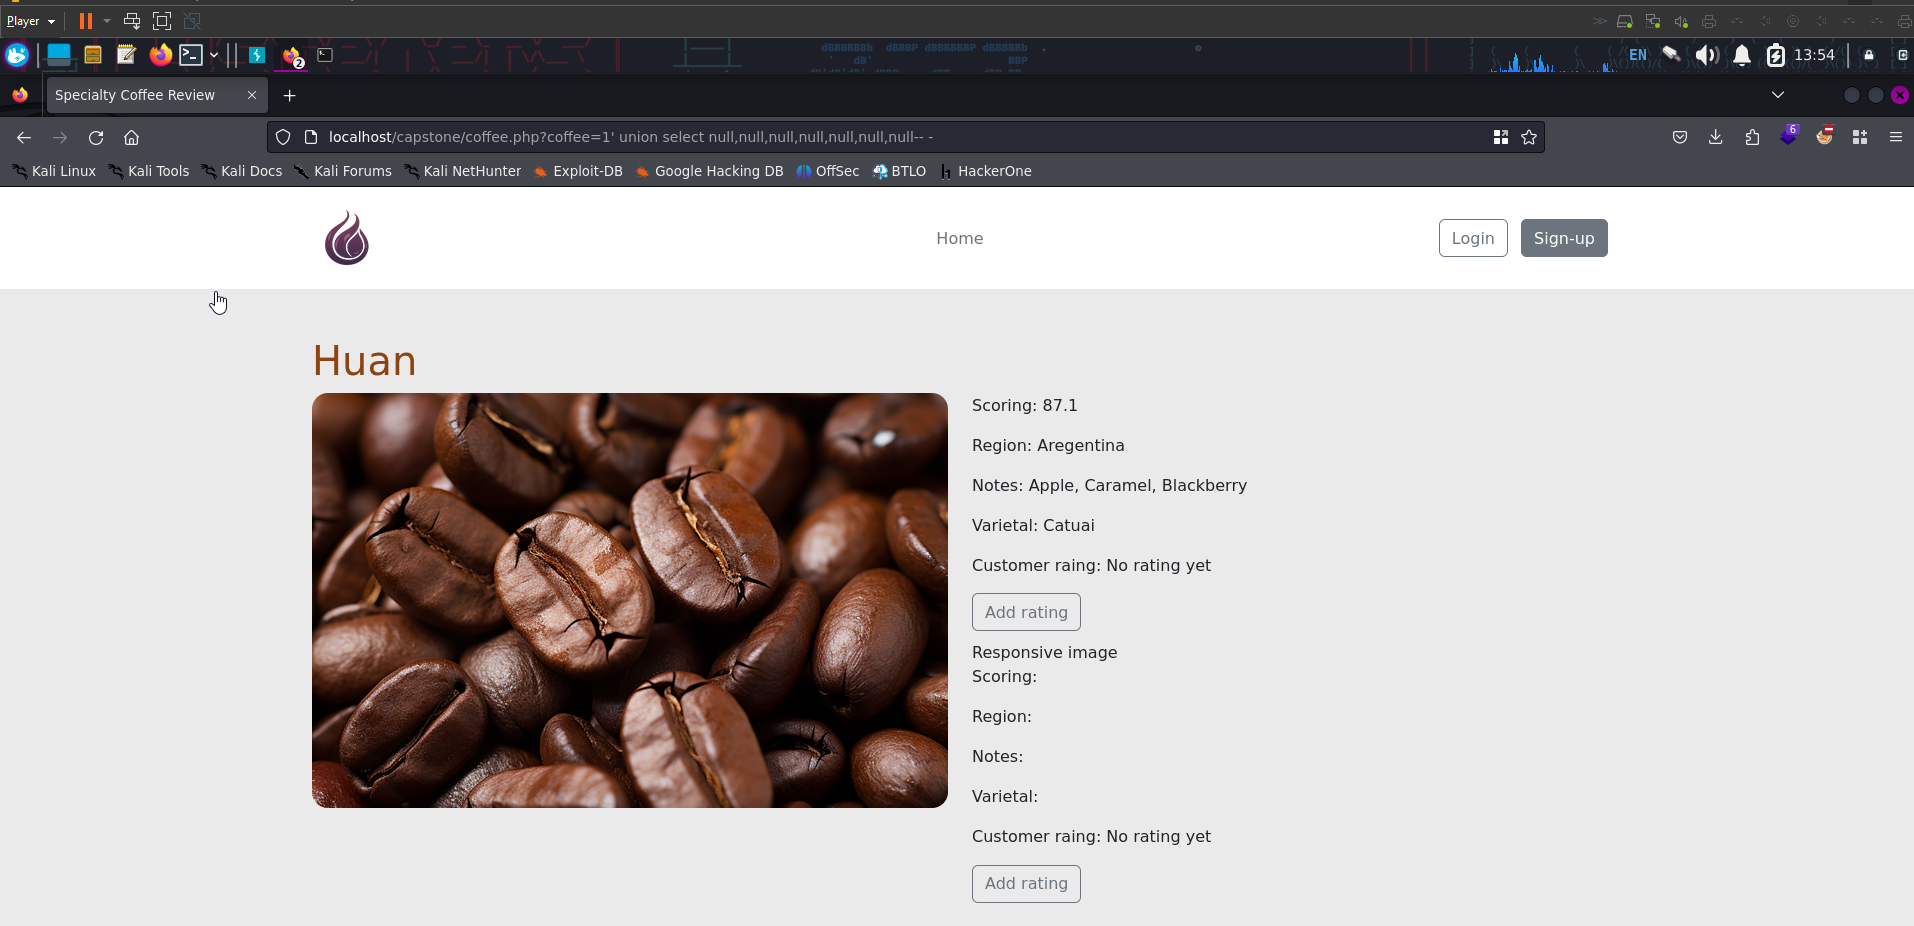 Player
2
EN
13:54
Specialty Coffee Review
localhost/capstone/coffee.php?coffee=1' union select null,null,null,null,null,null,null-- -
6
Kali Linux Kali Tools Kali Docs Kali Forums Kali NetHunter Exploit-DB Google Hacking DB OffSec BTLO HackerOne
Home
Login Sign-up
Huan
Scoring: 87.1
Region: Aregentina
Notes: Apple, Caramel, Blackberry
Varietal: Catuai
Customer raing: No rating yet
Add rating
Responsive image
Scoring:
Region:
Notes:
Varietal:
Customer raing: No rating yet
Add rating